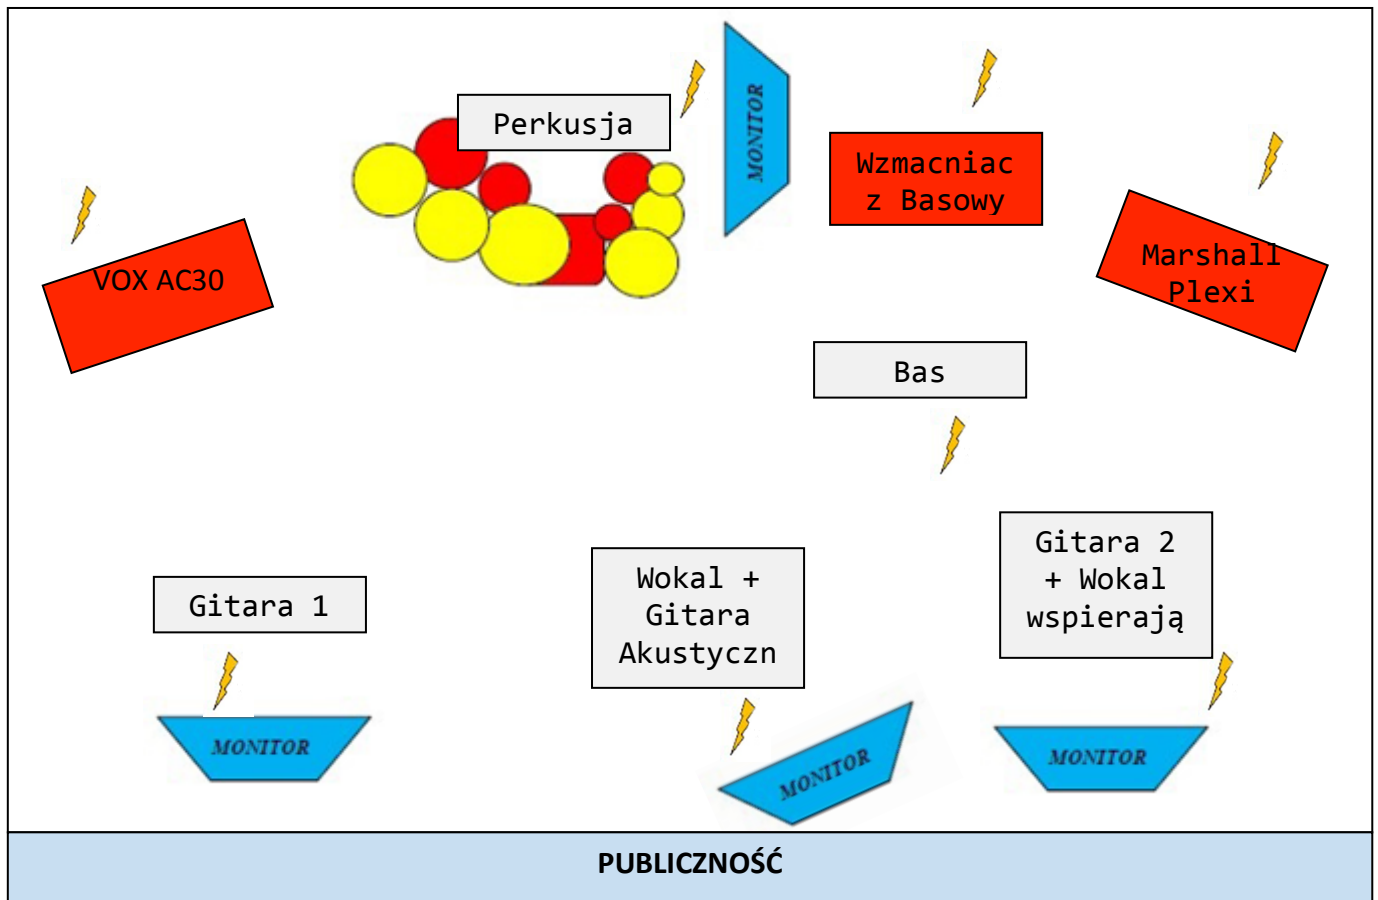 Perkusja
MONITOR
Wzmacniac
z Basowy
Marshall
Plexi
VOX AC30
Bas
Gitara 2
+ Wokal
wspierają
Wokal +
Gitara
Akustyczn
Gitara 1
MONITOR
MONITOR
MONITOR
PUBLICZNOŚĆ